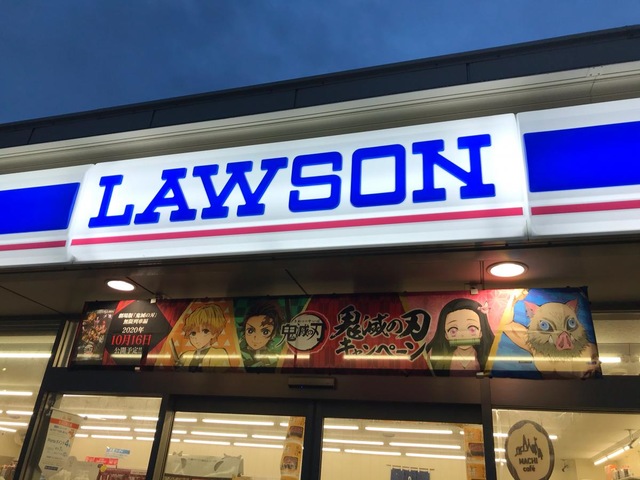 LAWSON
劇場版「鬼滅の刃」
無限列車編
2020年
10月16日
公開予定!!
鬼滅の刃
鬼滅の刃
キャンペーン
MACHI
café